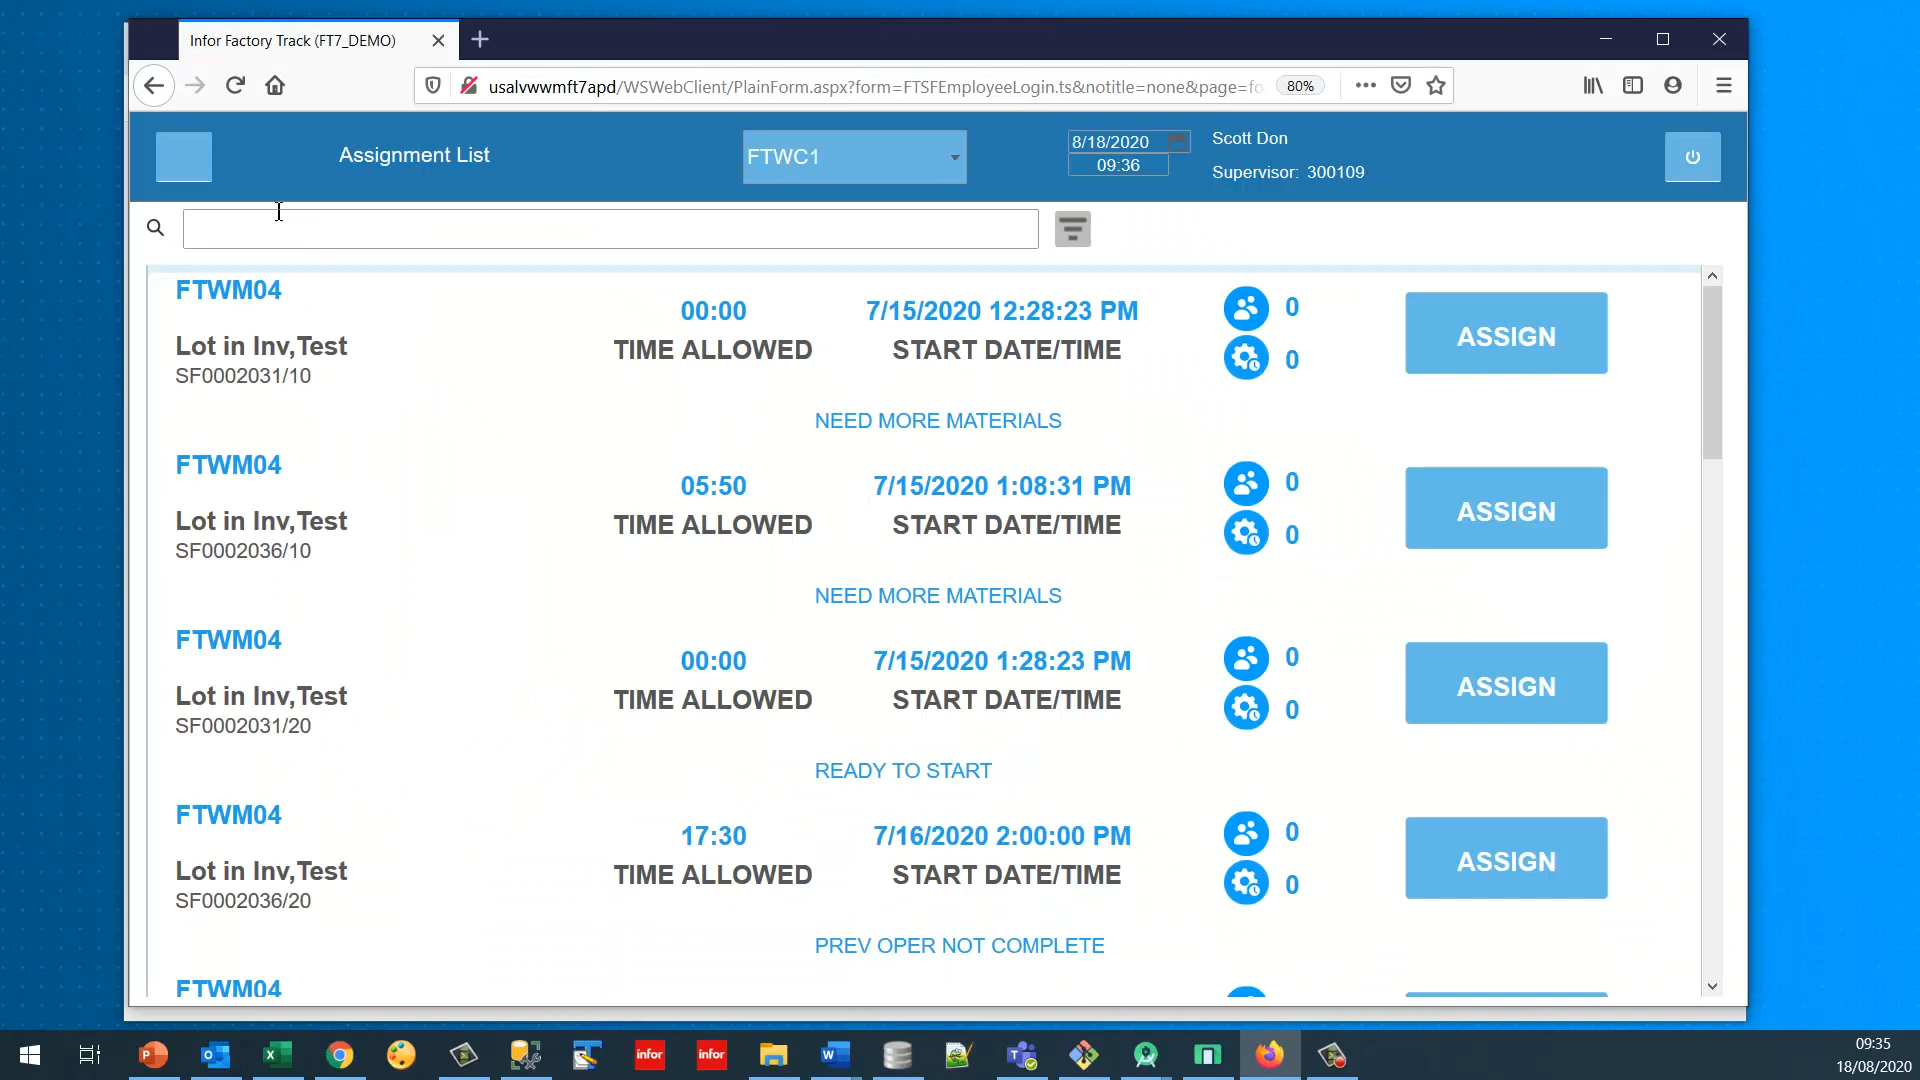 Infor Factory Track (FT7_DEMO)
usalvwwmft7apd/WSWebClient/PlainForm.aspx?form=FTSFEmployeeLogin.ts&notitle=none&page=fo
80%
Assignment List
FTWC1
8/18/2020
09:36
Scott Don
Supervisor: 300109
FTWM04
Lot in Inv,Test
SF0002031/10
00:00
TIME ALLOWED
7/15/2020 12:28:23 PM
START DATE/TIME
0
0
ASSIGN
NEED MORE MATERIALS
FTWM04
Lot in Inv,Test
SF0002036/10
05:50
TIME ALLOWED
7/15/2020 1:08:31 PM
START DATE/TIME
0
0
ASSIGN
NEED MORE MATERIALS
FTWM04
Lot in Inv,Test
SF0002031/20
00:00
TIME ALLOWED
7/15/2020 1:28:23 PM
START DATE/TIME
0
0
ASSIGN
READY TO START
FTWM04
Lot in Inv,Test
SF0002036/20
17:30
TIME ALLOWED
7/16/2020 2:00:00 PM
START DATE/TIME
0
0
ASSIGN
PREV OPER NOT COMPLETE
FTWM04
infor
infor
09:35
18/08/2020